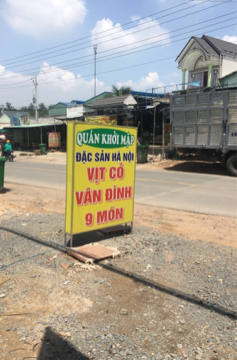 QUÁN KHỞI MẬP
ĐẶC SẢN HÀ NỘI
VỊT CỎ
VÂN ĐÌNH
9 MÓN